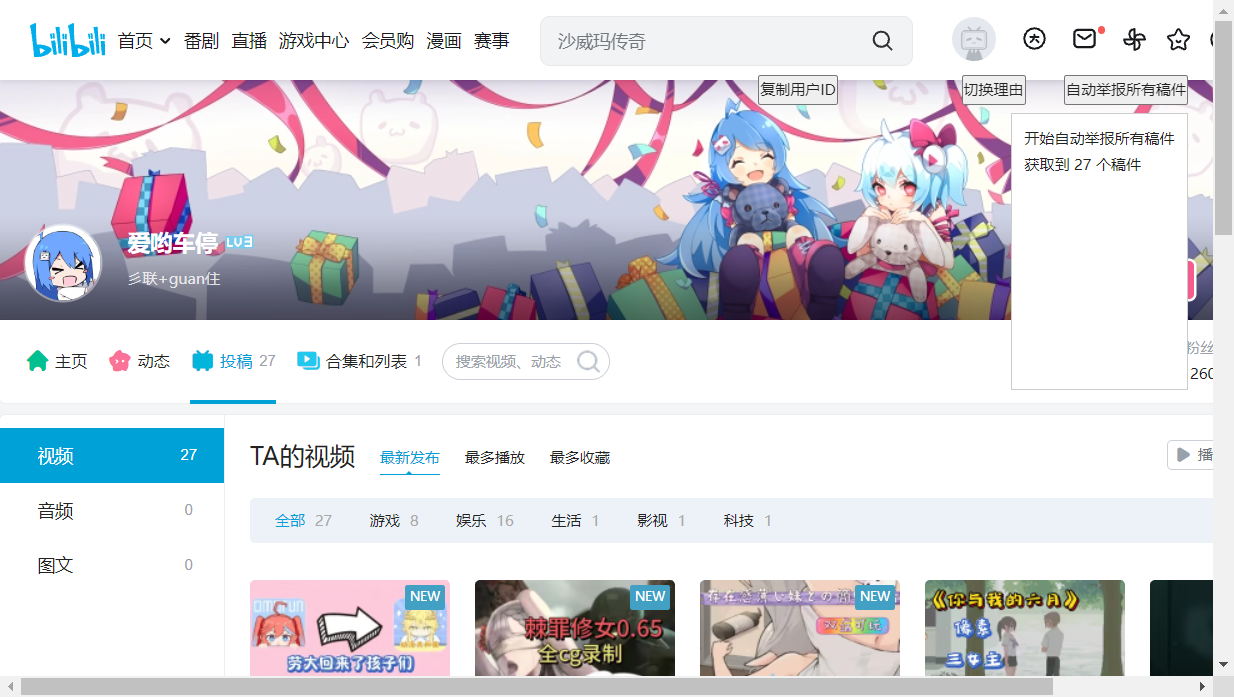 bilibili 首页 番剧 直播 游戏中心 会员购 漫画 赛事 沙威玛传奇
复制用户ID 切换理由 自动举报所有稿件
开始自动举报所有稿件
获取到 27 个稿件
爱哟车停 LV3
彡联+guan住
主页 动态 投稿 27 合集和列表 1 搜索视频、动态
粉丝
260
视频 27
音频 0
图文 0
TA的视频 最新发布 最多播放 最多收藏 播
全部 27 游戏 8 娱乐 16 生活 1 影视 1 科技 1
NEW NEW NEW
劳大回来了孩子们
棘罪修女0.65
全cg录制
双端可玩
《你与我的六月》
像素
三女主